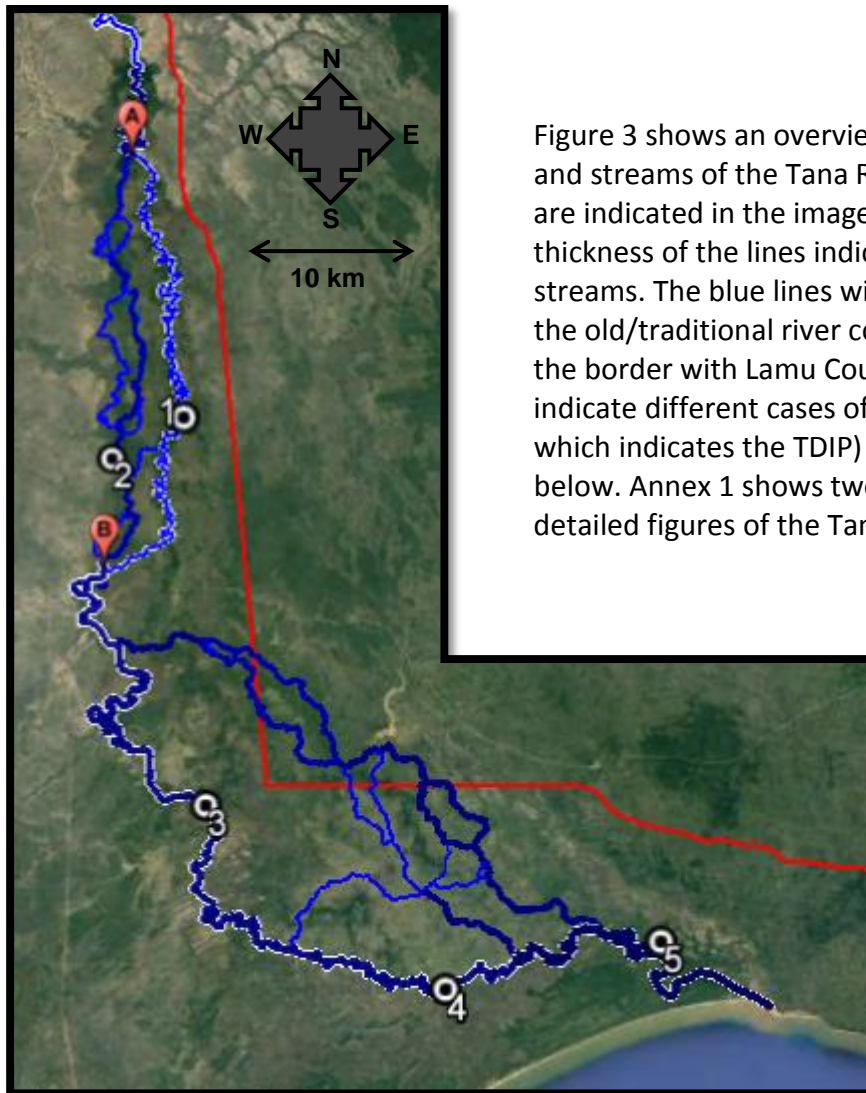 A
N
W E
S
10 km
1
2
B
3
4
5
Figure 3 shows an overvie
and streams of the Tana R
are indicated in the image
thickness of the lines indic
streams. The blue lines wi
the old/traditional river co
the border with Lamu Cou
indicate different cases of
which indicates the TDIP)
below. Annex 1 shows two
detailed figures of the Tan